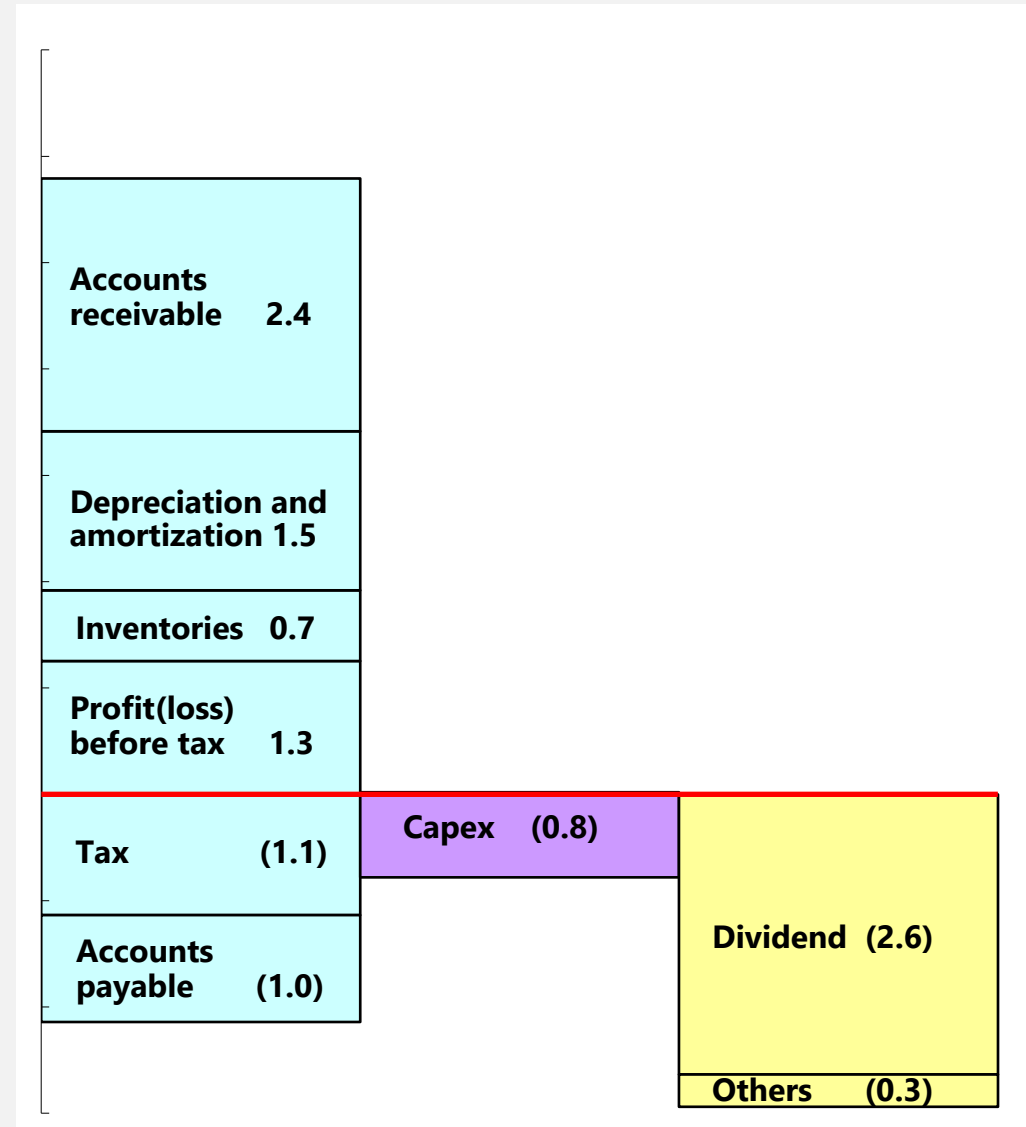 Accounts
receivable 2.4
Depreciation and
amortization 1.5
Inventories 0.7
Profit(loss)
before tax 1.3
Tax (1.1)
Accounts
payable (1.0)
Capex (0.8)
Dividend (2.6)
Others (0.3)